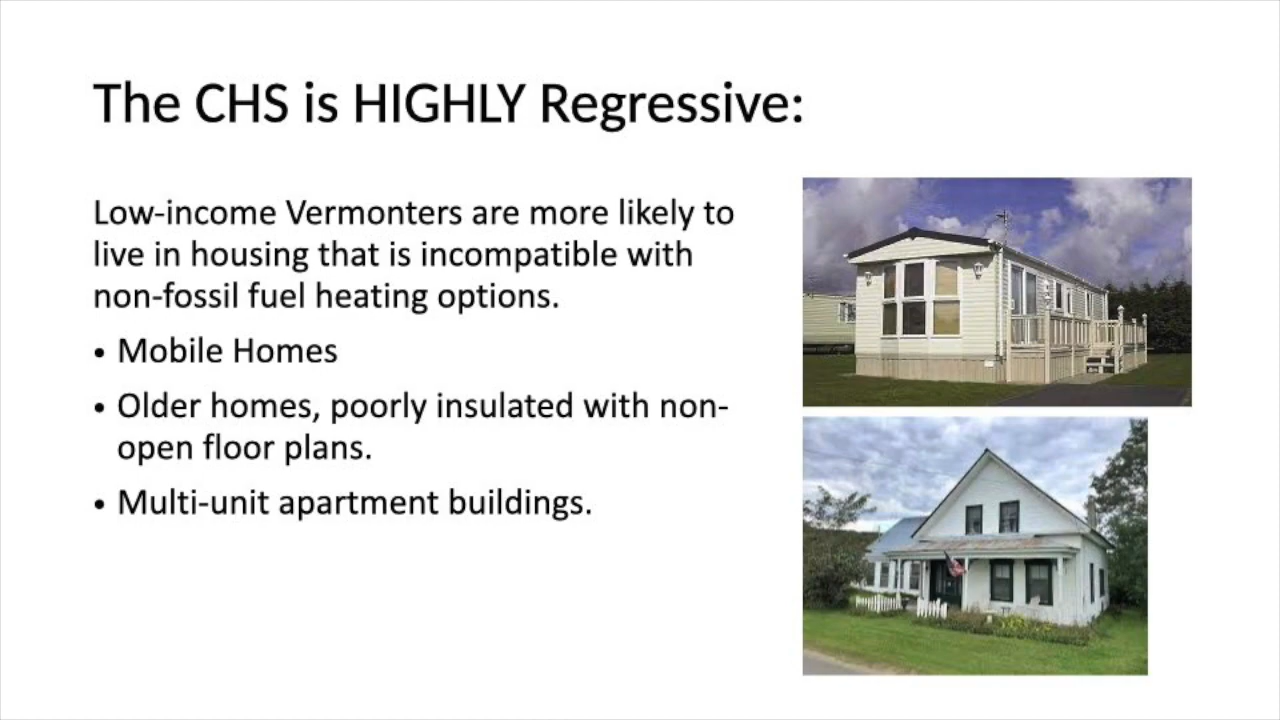 The CHS is HIGHLY Regressive:
Low-income Vermonters are more likely to
live in housing that is incompatible with
non-fossil fuel heating options.
• Mobile Homes
• Older homes, poorly insulated with non-
open floor plans.
• Multi-unit apartment buildings.